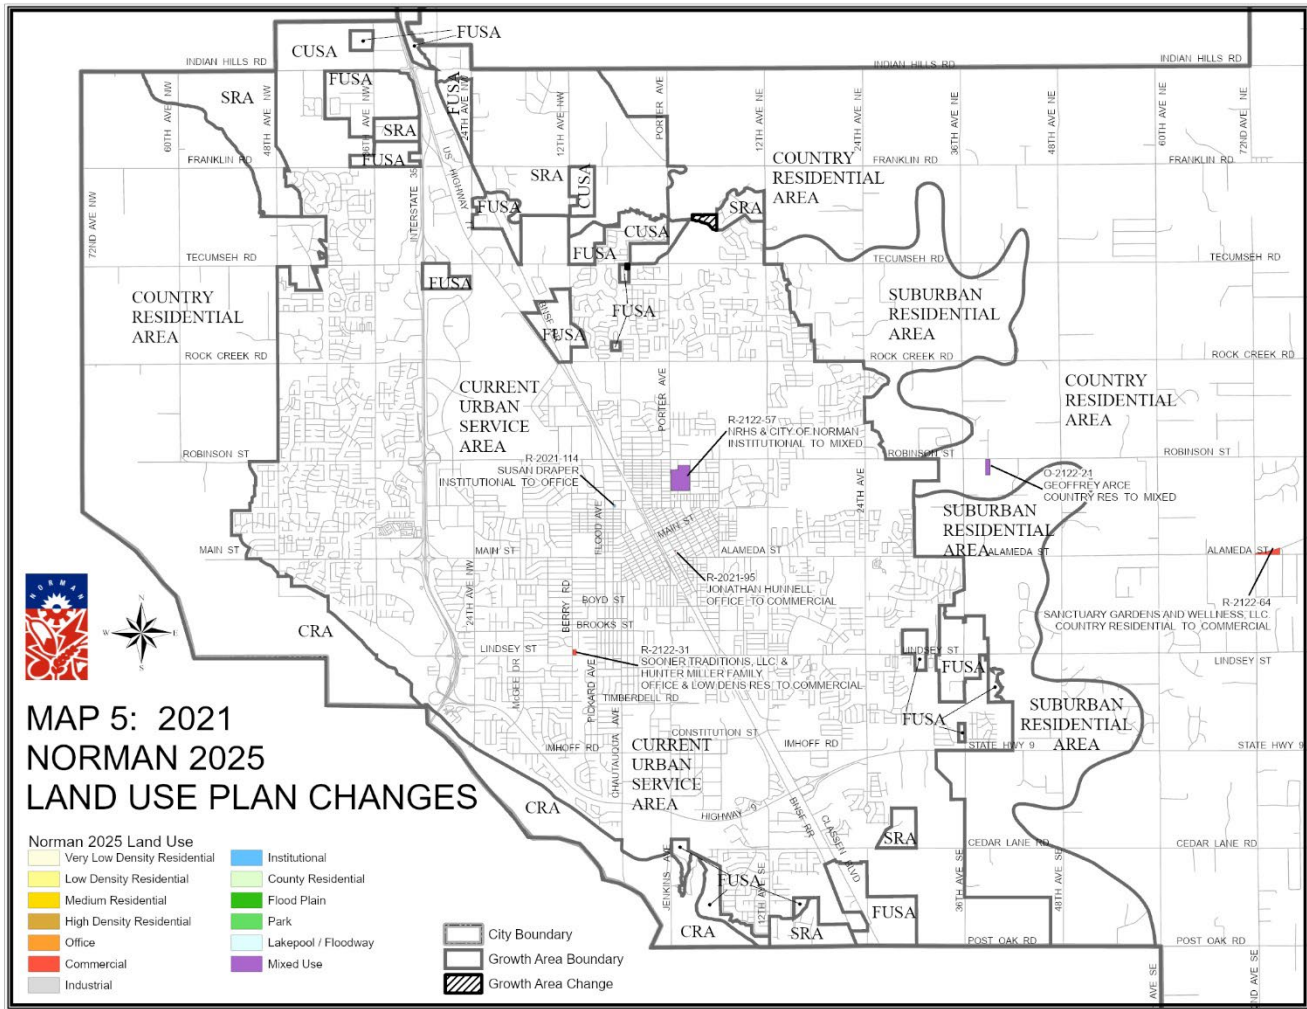 FUSA
CUSA
INDIAN HILLS RD
INDIAN HILLS RD
INDIAN HILLS RD
FUSA
FUSA
SRA
60TH AVE NW
48TH AVE NW
36TH AVE NW
24TH AVE NW
12TH AVE NW
PORTER AVE
12TH AVE NE
24TH AVE NE
36TH AVE NE
48TH AVE NE
60TH AVE NE
72ND AVE NE
SRA
FRANKLIN RD
FUSA
FRANKLIN RD
FRANKLIN RD
COUNTRY
RESIDENTIAL
AREA
US HIGHWAY
SRA
CUSA
72ND AVE NW
INTERSTATE 35
FUSA
SRA
CUSA
FUSA
TECUMSEH RD
TECUMSEH RD
TECUMSEH RD
FUSA
COUNTRY
RESIDENTIAL
AREA
SUBURBAN
RESIDENTIAL
AREA
FUSA
BNSF
FUSA
ROCK CREEK RD
ROCK CREEK RD
ROCK CREEK RD
CURRENT
URBAN
SERVICE
AREA
PORTER AVE
COUNTRY
RESIDENTIAL
AREA
R-2122-57
NRHS & CITY OF NORMAN
INSTITUTIONAL TO MIXED
ROBINSON ST
ROBINSON ST
ROBINSON ST
R-2021-114
SUSAN DRAPER
INSTITUTIONAL TO OFFICE
24TH AVE NE
O-2122-21
GEOFFREY ARCE
COUNTRY RES TO MIXED
SUBURBAN
RESIDENTIAL
AREA
FLOOD AVE
MAIN ST
MAIN ST
MAIN ST
ALAMEDA ST
ALAMEDA ST
ALAMEDA ST
R-2021-95
JONATHAN HUNNELL
OFFICE TO COMMERCIAL
R-2122-64
SANCTUARY GARDENS AND WELLNESS, LLC.
COUNTRY RESIDENTIAL TO COMMERCIAL
NORMAN
N
W
E
S
24TH AVE NW
BERRY RD
BOYD ST
BROOKS ST
CRA
LINDSEY ST
LINDSEY ST
LINDSEY ST
R-2122-31
SOONER TRADITIONS, LLC. &
HUNTER MILLER FAMILY
OFFICE & LOW DENS RES. TO COMMERCIAL
McGEE DR
PICKARD AVE
TIMBERDELL RD
FUSA
FUSA
SUBURBAN
RESIDENTIAL
AREA
CHAUTAUQUA AVE
CONSTITUTION ST
IMHOFF RD
IMHOFF RD
STATE HWY 9
STATE HWY 9
CURRENT
URBAN
SERVICE
AREA
MAP 5: 2021
NORMAN 2025
LAND USE PLAN CHANGES
CRA
HIGHWAY 9
BNSF RR
CLASSEN BLVD
SRA
CEDAR LANE RD
CEDAR LANE RD
JENKINS AVE
FUSA
12TH AVE SE
36TH AVE SE
48TH AVE SE
FUSA
CRA
SRA
POST OAK RD
POST OAK RD
AVE SE
2ND AVE SE
Norman 2025 Land Use
Very Low Density Residential
Low Density Residential
Medium Residential
High Density Residential
Office
Commercial
Industrial
Institutional
County Residential
Flood Plain
Park
Lakepool / Floodway
Mixed Use
City Boundary
Growth Area Boundary
Growth Area Change